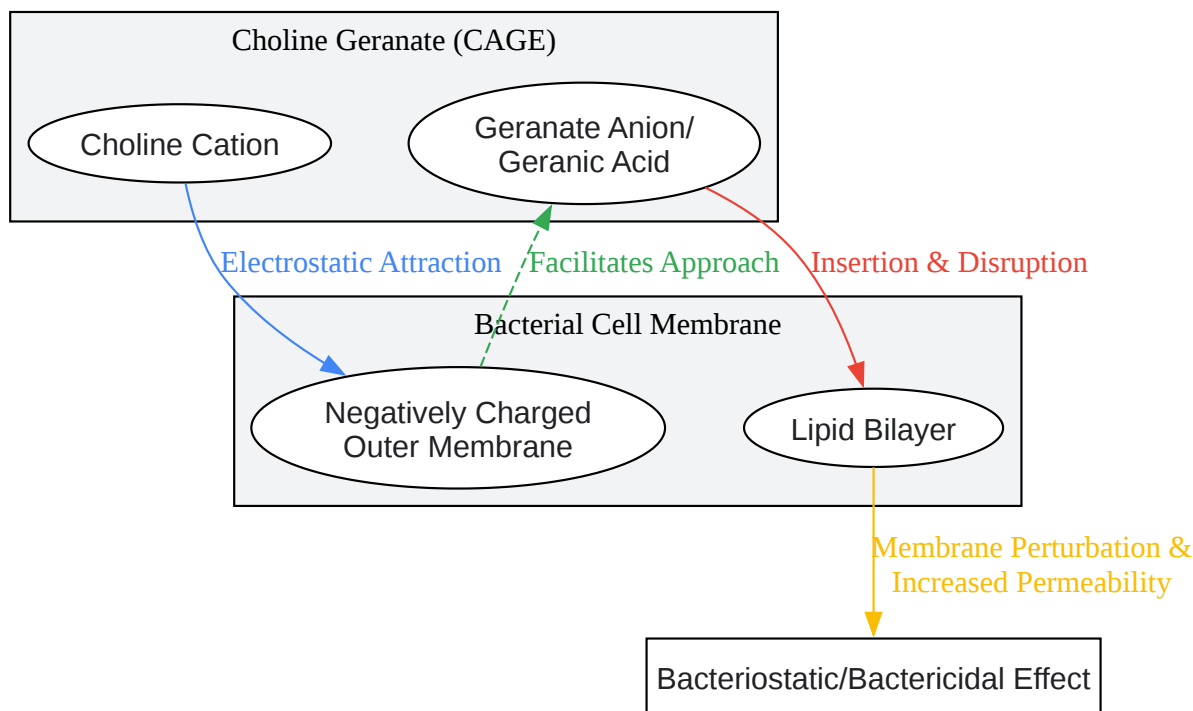 Choline Geranate (CAGE)
Choline Cation
Geranate Anion/
Geranic Acid
Electrostatic Attraction
Facilitates Approach
Insertion & Disruption
Bacterial Cell Membrane
Negatively Charged
Outer Membrane
Lipid Bilayer
Membrane Perturbation &
Increased Permeability
Bacteriostatic/Bactericidal Effect